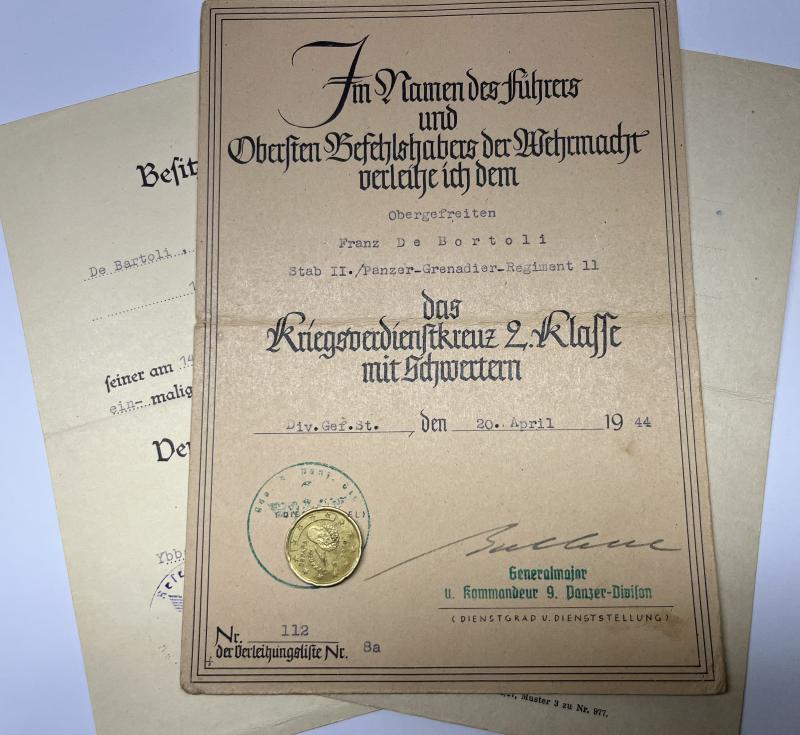 Im Namen des Führers
und
Obersten Befehlshabers der Wehrmacht
verleihe ich dem
Obergefreiten
Franz De Bortoli
Stab II./Panzer-Grenadier-Regiment 11
das
Kriegsverdienstkreuz 2. Klasse
mit Schwertern
Div.Gef.St. , den 20. April 1944
Generalmajor
u. Kommandeur 9. Panzer-Division
(DIENSTGRAD U. DIENSTSTELLUNG)
Nr. 112
der Verleihungsliste Nr. 8a
De Bartoli,
seiner am 14
ein- malig
Muster 3 zu Nr. 977.